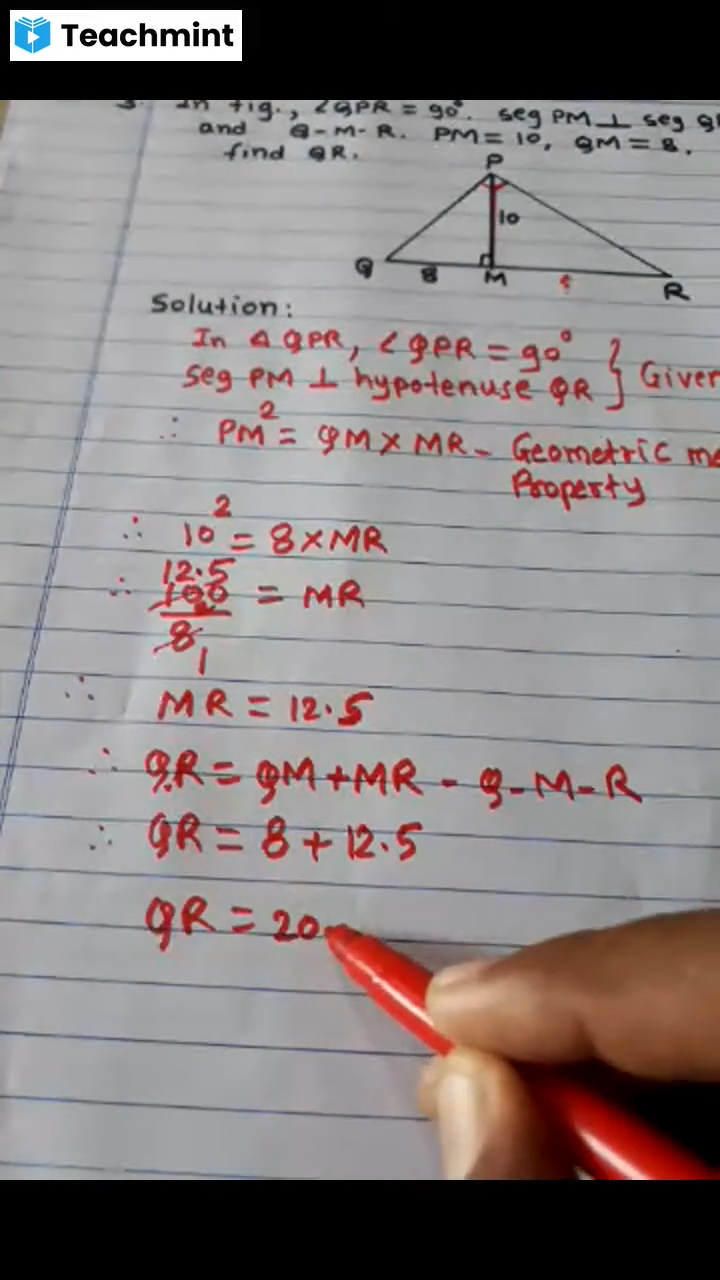 Teachmint
In fig., ∠QPR = 90°. seg PM ⊥ seg
and Q-M-R. PM = 10, QM = 8.
find QR.
P
10
Q 8 M R
Solution:
In △ QPR, ∠QPR = 90°
seg PM ⊥ hypotenuse QR } Given
∴ PM² = QM × MR - Geometric
Property
∴ 10² = 8 × MR
12.5
∴ 100 = MR
8
1
∴ MR = 12.5
∴ QR = QM + MR - Q-M-R
∴ QR = 8 + 12.5
QR = 20